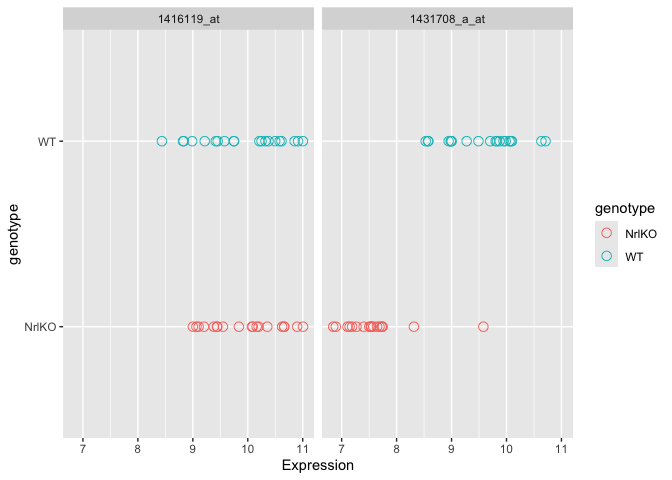 1416119_at 1431708_a_at
WT
NrlKO
genotype
7 8 9 10 11 7 8 9 10 11
Expression
genotype
NrlKO
WT